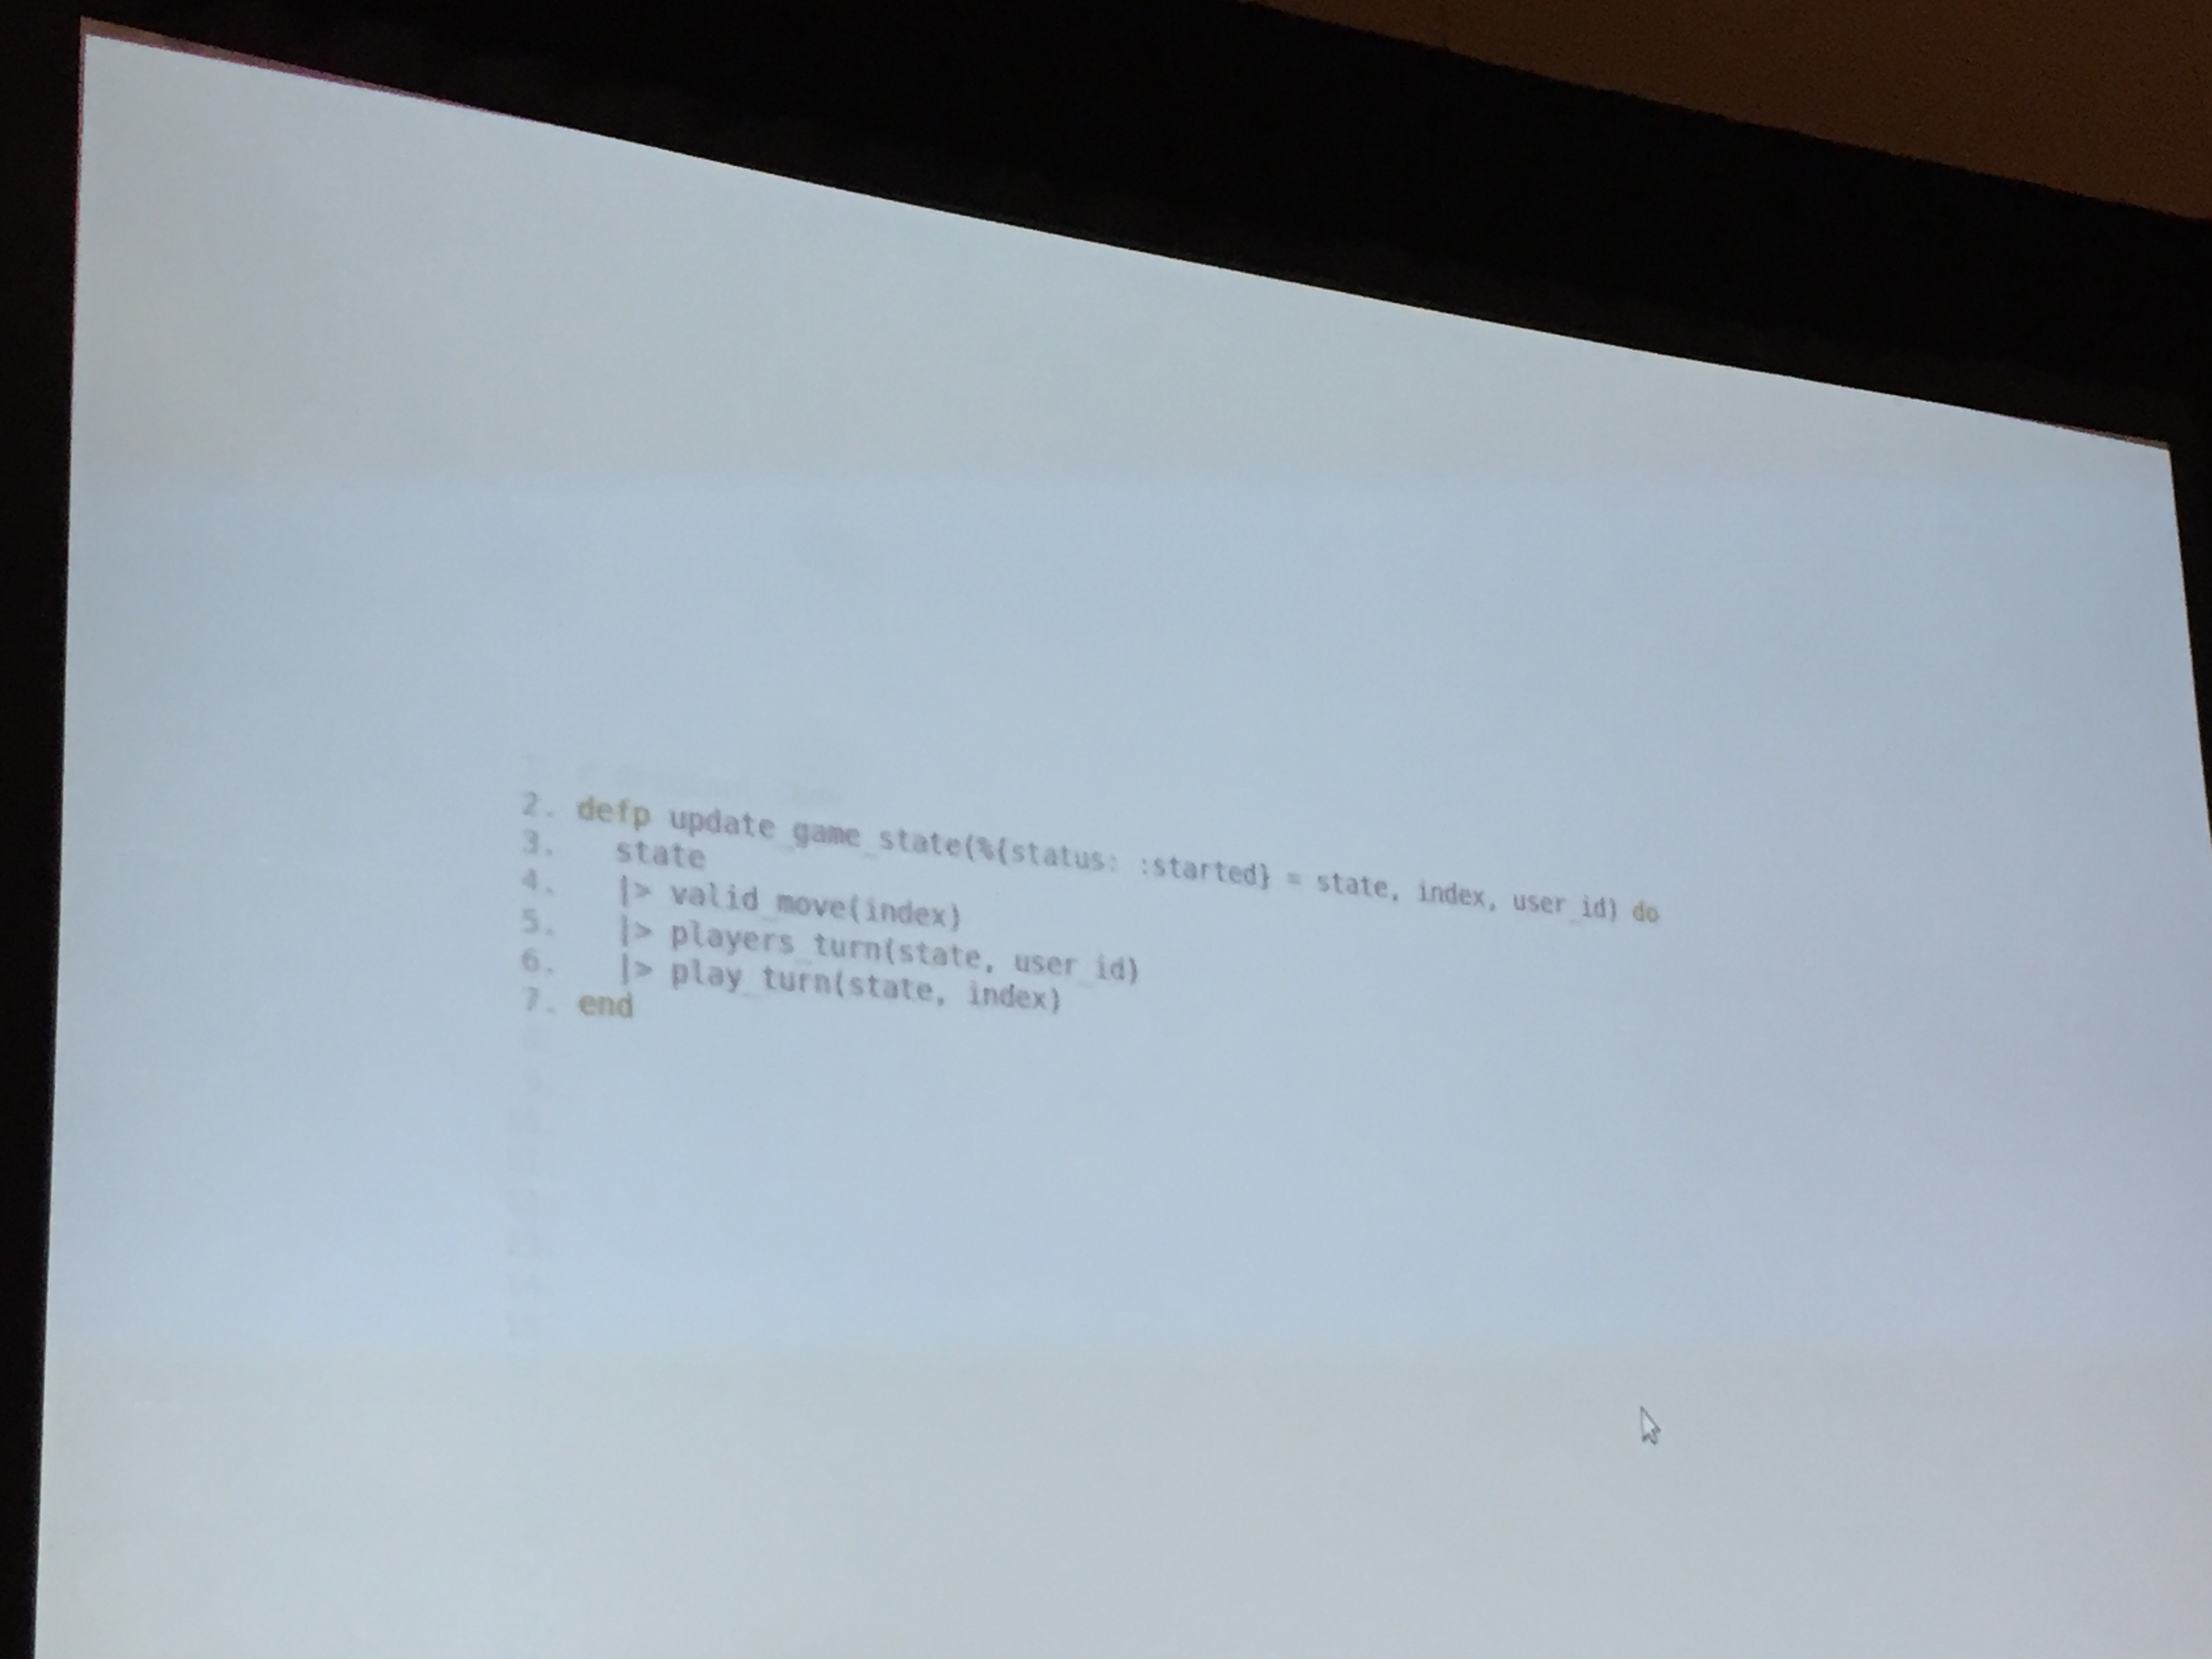 2. defp update_game_state(%{status: :started} = state, index, user_id) do
3. state
4. |> valid_move(index)
5. |> players_turn(state, user_id)
6. |> play_turn(state, index)
7. end